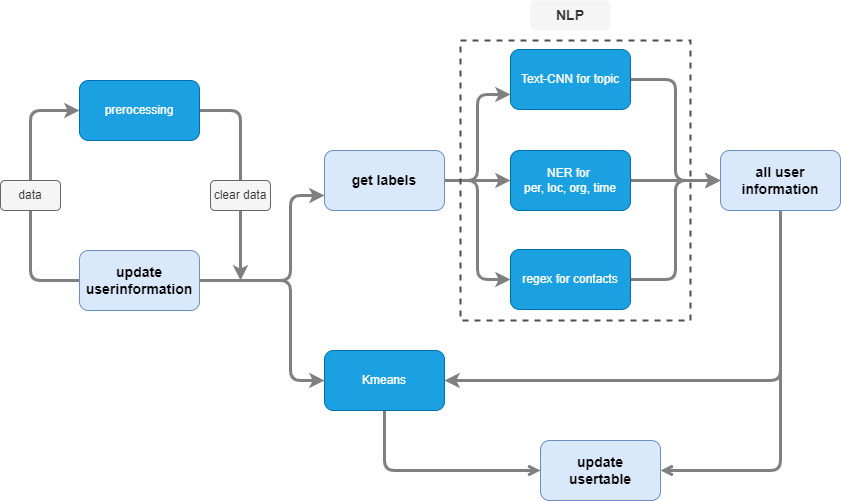 NLP
Text-CNN for topic
prerocessing
NER for
per, loc, org, time
get labels
all user
information
data
clear data
update
userinformation
regex for contacts
Kmeans
update
usertable